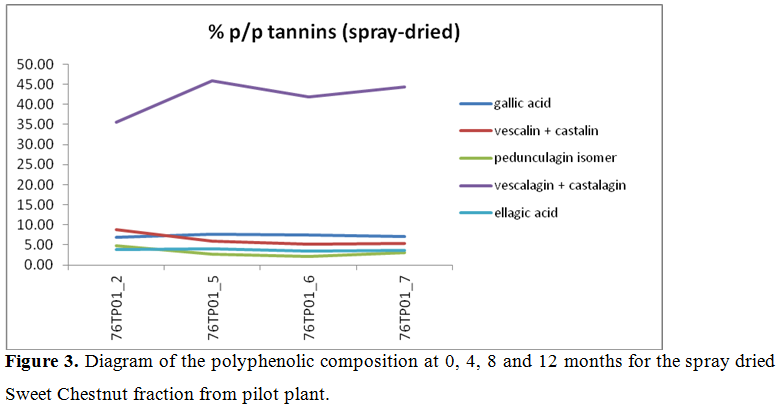 % p/p tannins (spray-dried)
50.00
45.00
40.00
35.00
30.00
25.00
20.00
15.00
10.00
5.00
0.00
76TP01_2
76TP01_5
76TP01_6
76TP01_7
gallic acid
vescalin + castalin
pedunculagin isomer
vescalagin + castalagin
ellagic acid
Figure 3. Diagram of the polyphenolic composition at 0, 4, 8 and 12 months for the spray dried
Sweet Chestnut fraction from pilot plant.